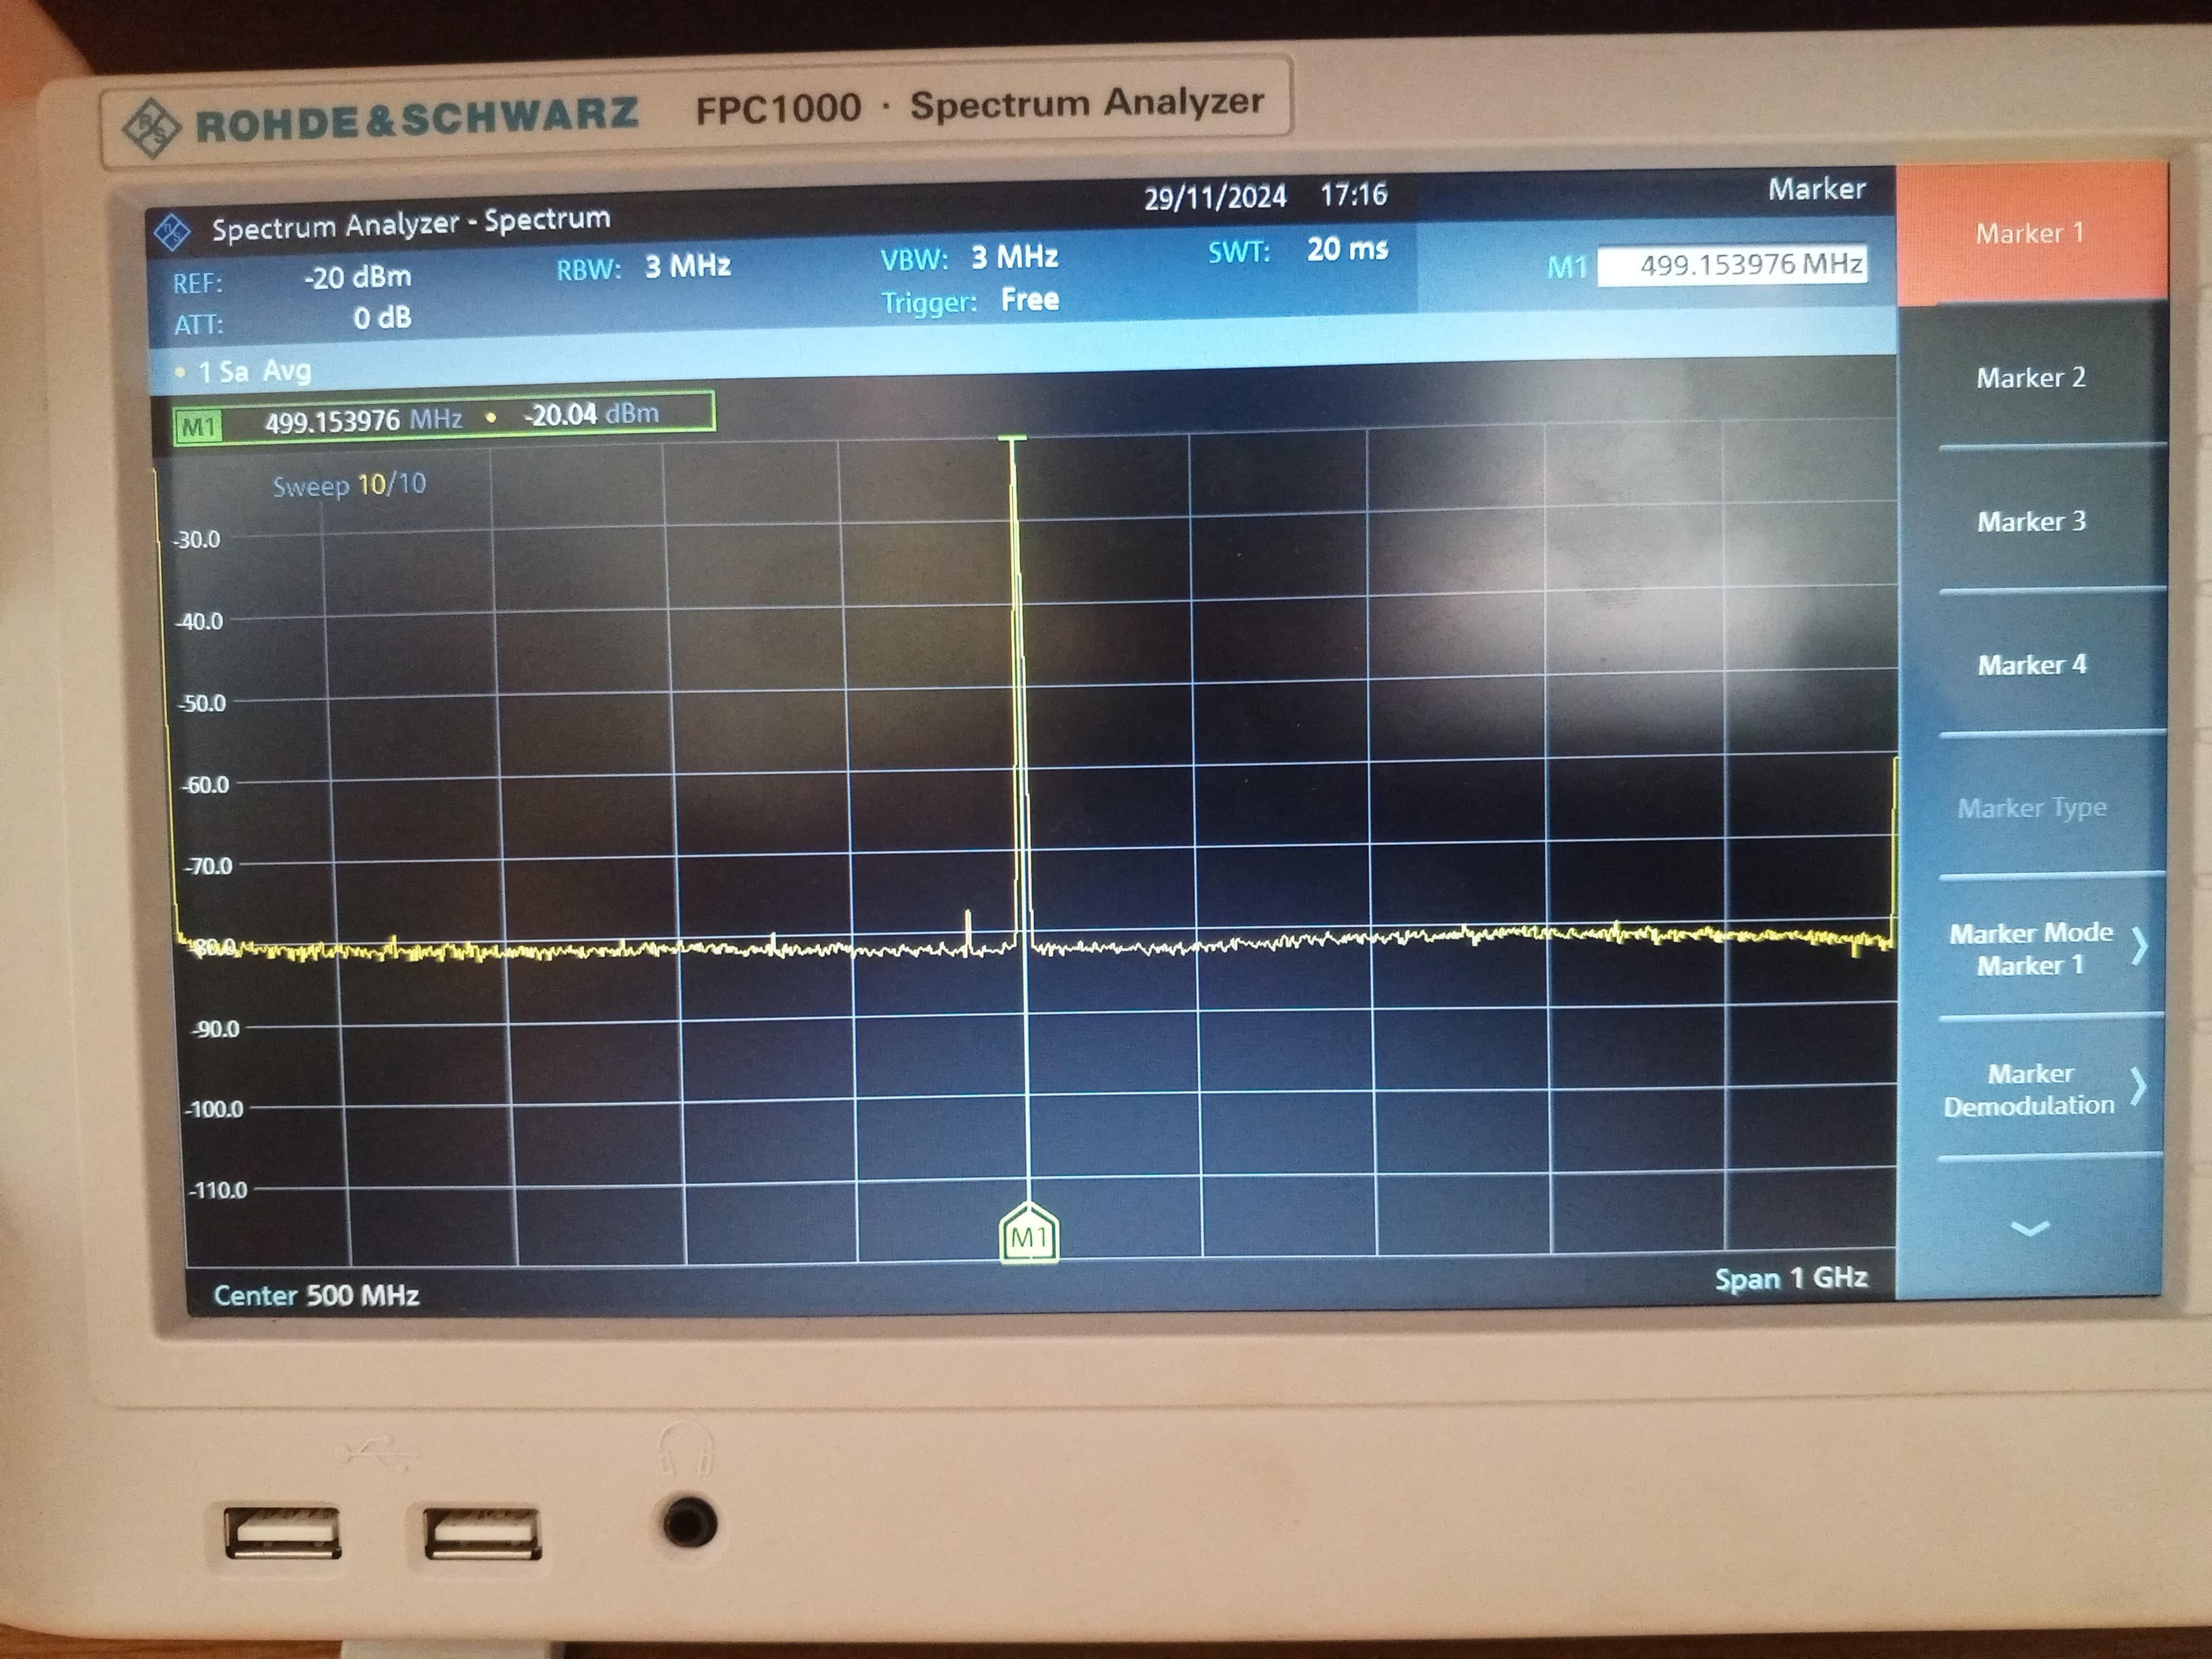 ROHDE&SCHWARZ FPC1000 · Spectrum Analyzer
Spectrum Analyzer - Spectrum 29/11/2024 17:16 Marker
REF: -20 dBm RBW: 3 MHz VBW: 3 MHz SWT: 20 ms M1 499.153976 MHz
ATT: 0 dB Trigger: Free
• 1 Sa Avg
M1 499.153976 MHz • -20.04 dBm
Sweep 10/10
-30.0
-40.0
-50.0
-60.0
-70.0
-80.0
-90.0
-100.0
-110.0
M1
Center 500 MHz Span 1 GHz
Marker 1
Marker 2
Marker 3
Marker 4
Marker Type
Marker Mode
Marker 1
Marker
Demodulation